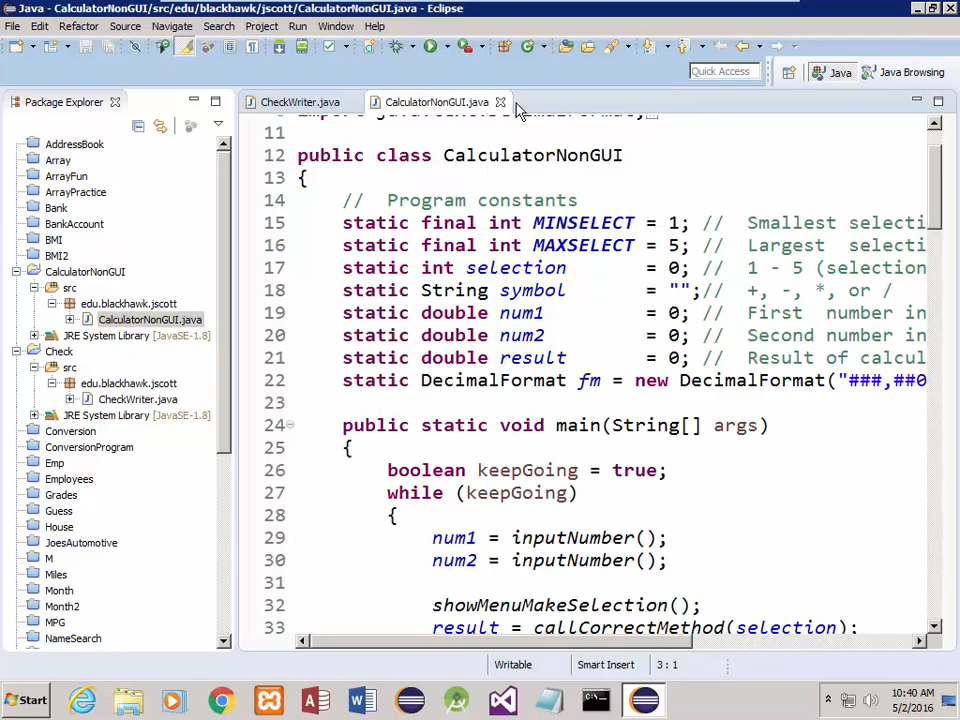 Java - CalculatorNonGUI/src/edu/blackhawk/jscott/CalculatorNonGUI.java - Eclipse
File Edit Refactor Source Navigate Search Project Run Window Help
Quick Access
Java
Java Browsing
Package Explorer
CheckWriter.java
CalculatorNonGUI.java
AddressBook
Array
ArrayFun
ArrayPractice
Bank
BankAccount
BMI
BMI2
CalculatorNonGUI
src
edu.blackhawk.jscott
CalculatorNonGUI.java
JRE System Library [JavaSE-1.8]
Check
src
edu.blackhawk.jscott
CheckWriter.java
JRE System Library [JavaSE-1.8]
Conversion
ConversionProgram
Emp
Employees
Grades
Guess
House
JoesAutomotive
M
Miles
Month
Month2
MPG
NameSearch
11
12 public class CalculatorNonGUI
13 {
14 // Program constants
15 static final int MINSELECT = 1; // Smallest selecti
16 static final int MAXSELECT = 5; // Largest selecti
17 static int selection = 0; // 1 - 5 (selection
18 static String symbol = "";// +, -, *, or /
19 static double num1 = 0; // First number in
20 static double num2 = 0; // Second number in
21 static double result = 0; // Result of calcul
22 static DecimalFormat fm = new DecimalFormat("###,##0
23
24 public static void main(String[] args)
25 {
26 boolean keepGoing = true;
27 while (keepGoing)
28 {
29 num1 = inputNumber();
30 num2 = inputNumber();
31
32 showMenuMakeSelection();
33 result = callCorrectMethod(selection);
Writable
Smart Insert
3 : 1
Start
10:40 AM
5/2/2016